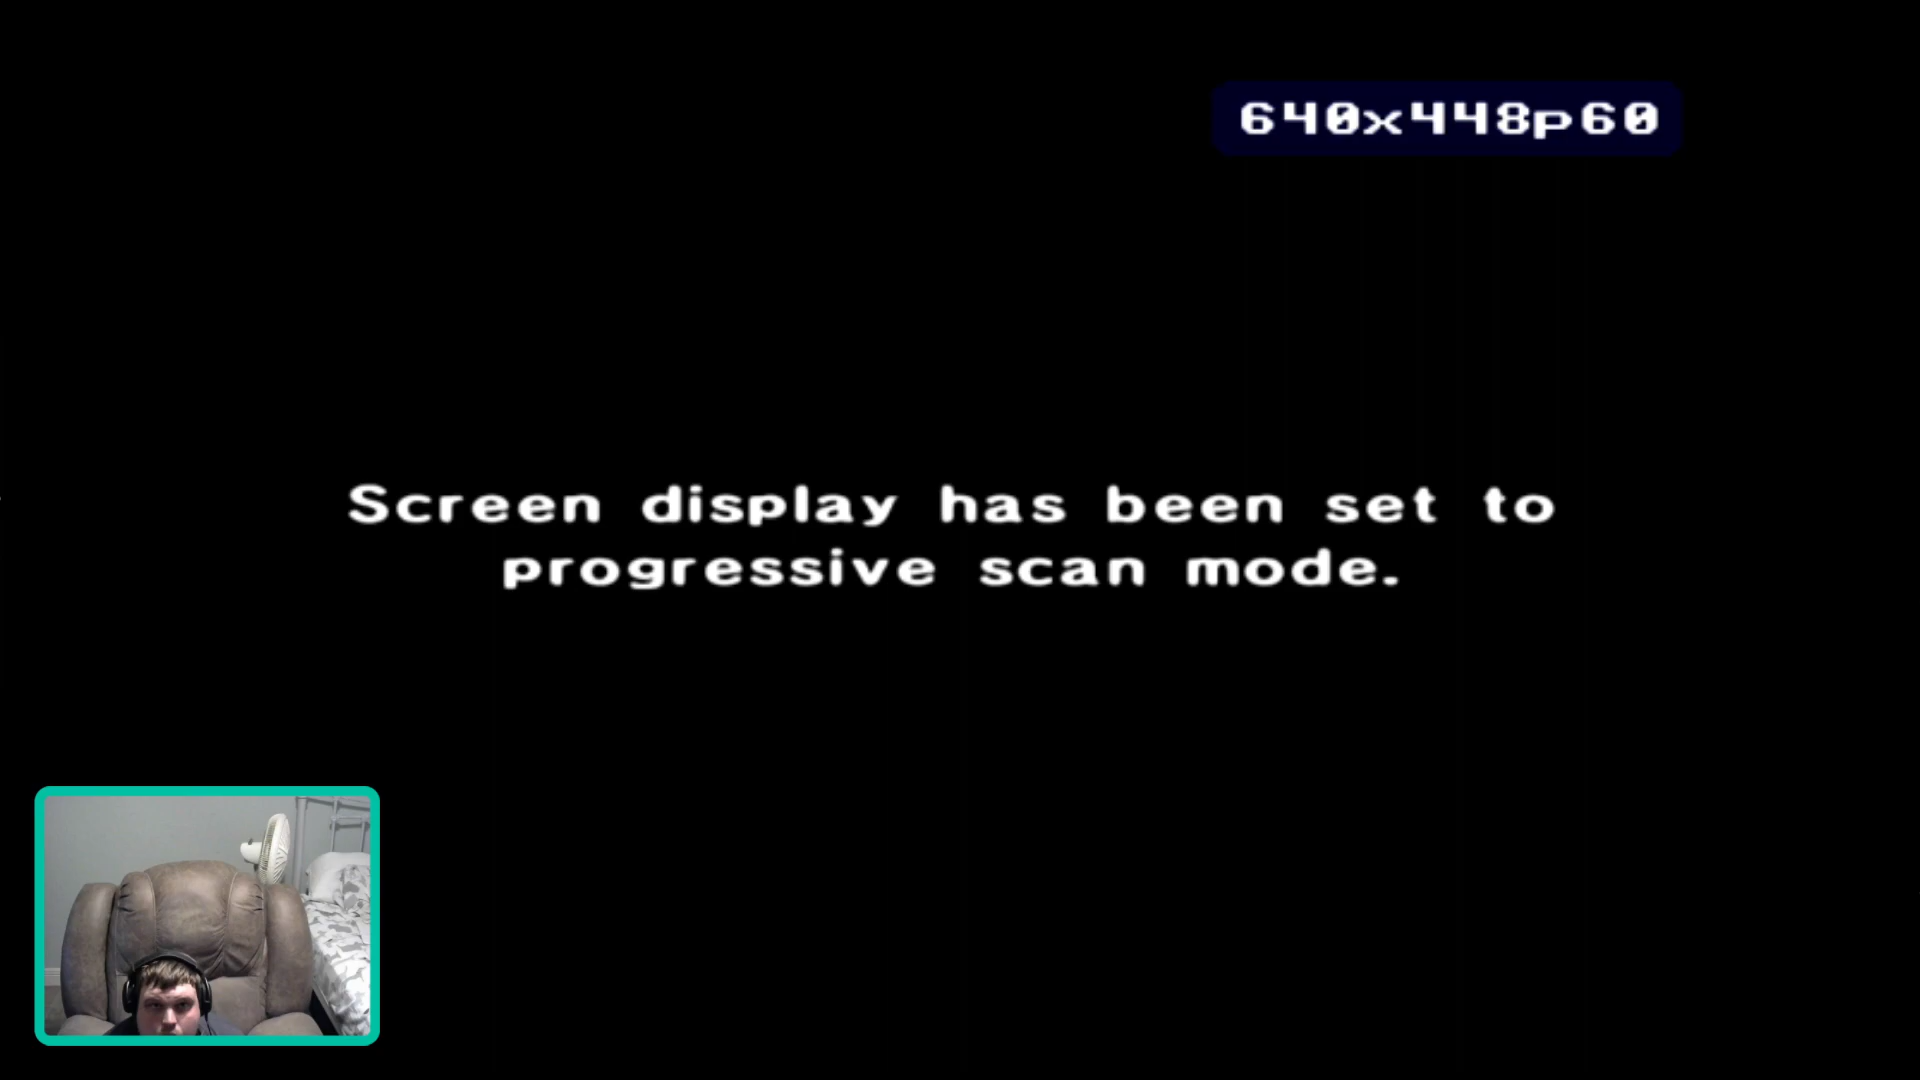 640x448p60
Screen display has been set to
progressive scan mode.